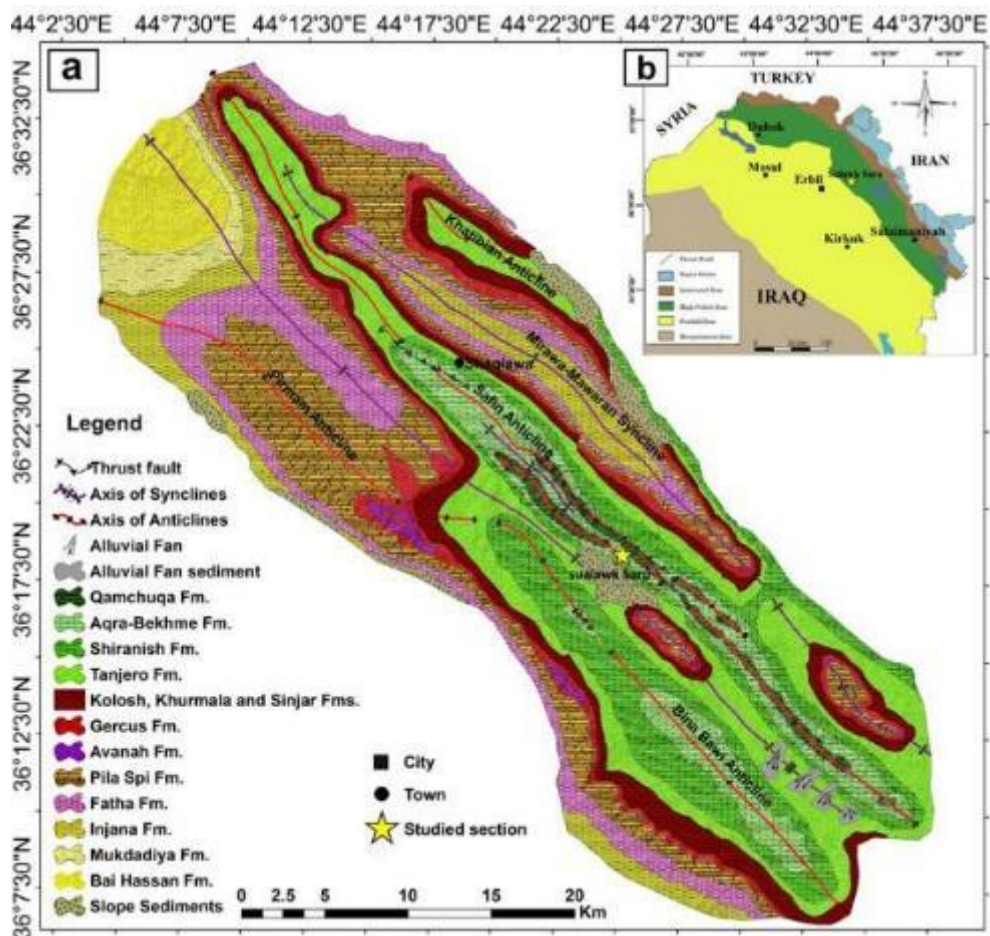 44°2'30"E 44°7'30"E 44°12'30"E 44°17'30"E 44°22'30"E 44°27'30"E 44°32'30"E 44°37'30"E
36°32'30"N
36°27'30"N
36°22'30"N
36°17'30"N
36°12'30"N
36°7'30"N
a
b
TURKEY
SYRIA
IRAN
IRAQ
Duhok
Mosul
Erbil
Kirkuk
Sulaimaniyah
Khatibian Anticline
Mirawa-Mawaran Syncline
Safin Anticline
Pirmam Anticline
Bina Bawi Anticline
Legend
Thrust fault
Axis of Synclines
Axis of Anticlines
Alluvial Fan
Alluvial Fan sediment
Qamchuqa Fm.
Aqra-Bekhme Fm.
Shiranish Fm.
Tanjero Fm.
Kolosh, Khurmala and Sinjar Fms.
Gercus Fm.
Avanah Fm.
Pila Spi Fm.
Fatha Fm.
Injana Fm.
Mukdadiya Fm.
Bai Hassan Fm.
Slope Sediments
City
Town
Studied section
0 2.5 5 10 15 20
Km